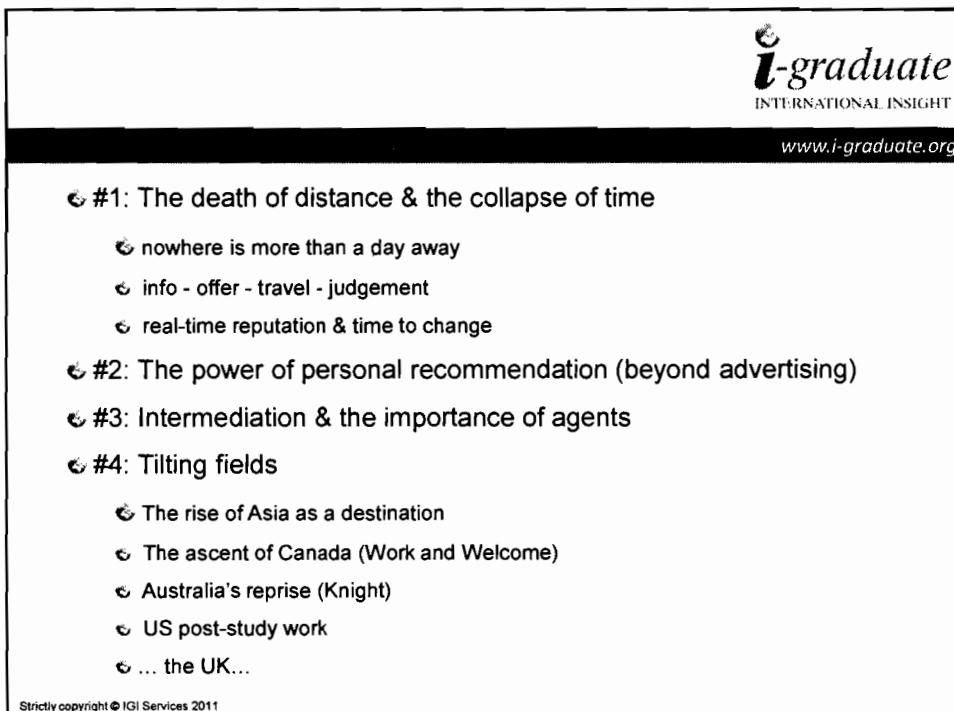 i-graduate
INTERNATIONAL INSIGHT
www.i-graduate.org
#1: The death of distance & the collapse of time
nowhere is more than a day away
info - offer - travel - judgement
real-time reputation & time to change
#2: The power of personal recommendation (beyond advertising)
#3: Intermediation & the importance of agents
#4: Tilting fields
The rise of Asia as a destination
The ascent of Canada (Work and Welcome)
Australia's reprise (Knight)
US post-study work
... the UK...
Strictly copyright © IGI Services 2011